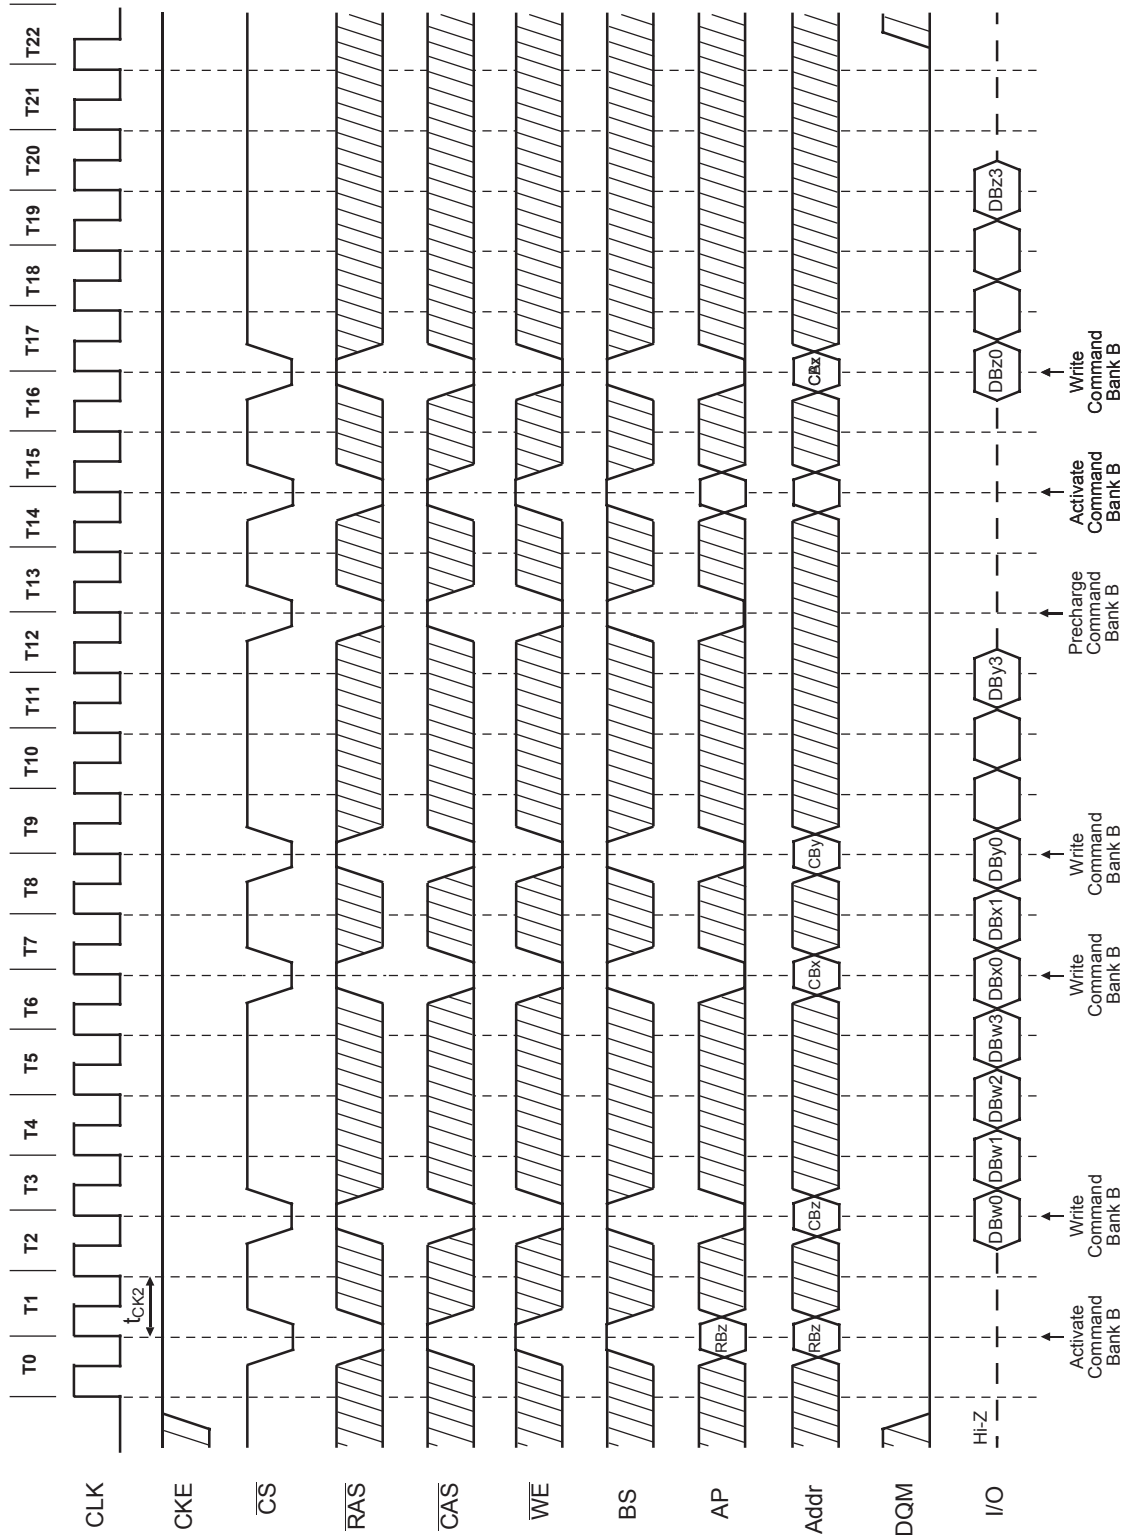 T0 T1 T2 T3 T4 T5 T6 T7 T8 T9 T10 T11 T12 T13 T14 T15 T16 T17 T18 T19 T20 T21 T22
CLK
tCK2
CKE
CS
RAS
CAS
WE
BS
AP
RBz
Addr
RBz CBz CBx CBy
DQM
I/O
Hi-Z
DBw0 DBw1 DBw2 DBw3 DBx0 DBx1 DBy0 DBy3 DBz0 DBz3
Activate
Command
Bank B
Write
Command
Bank B
Write
Command
Bank B
Write
Command
Bank B
Precharge
Command
Bank B
Activate
Command
Bank B
Write
Command
Bank B